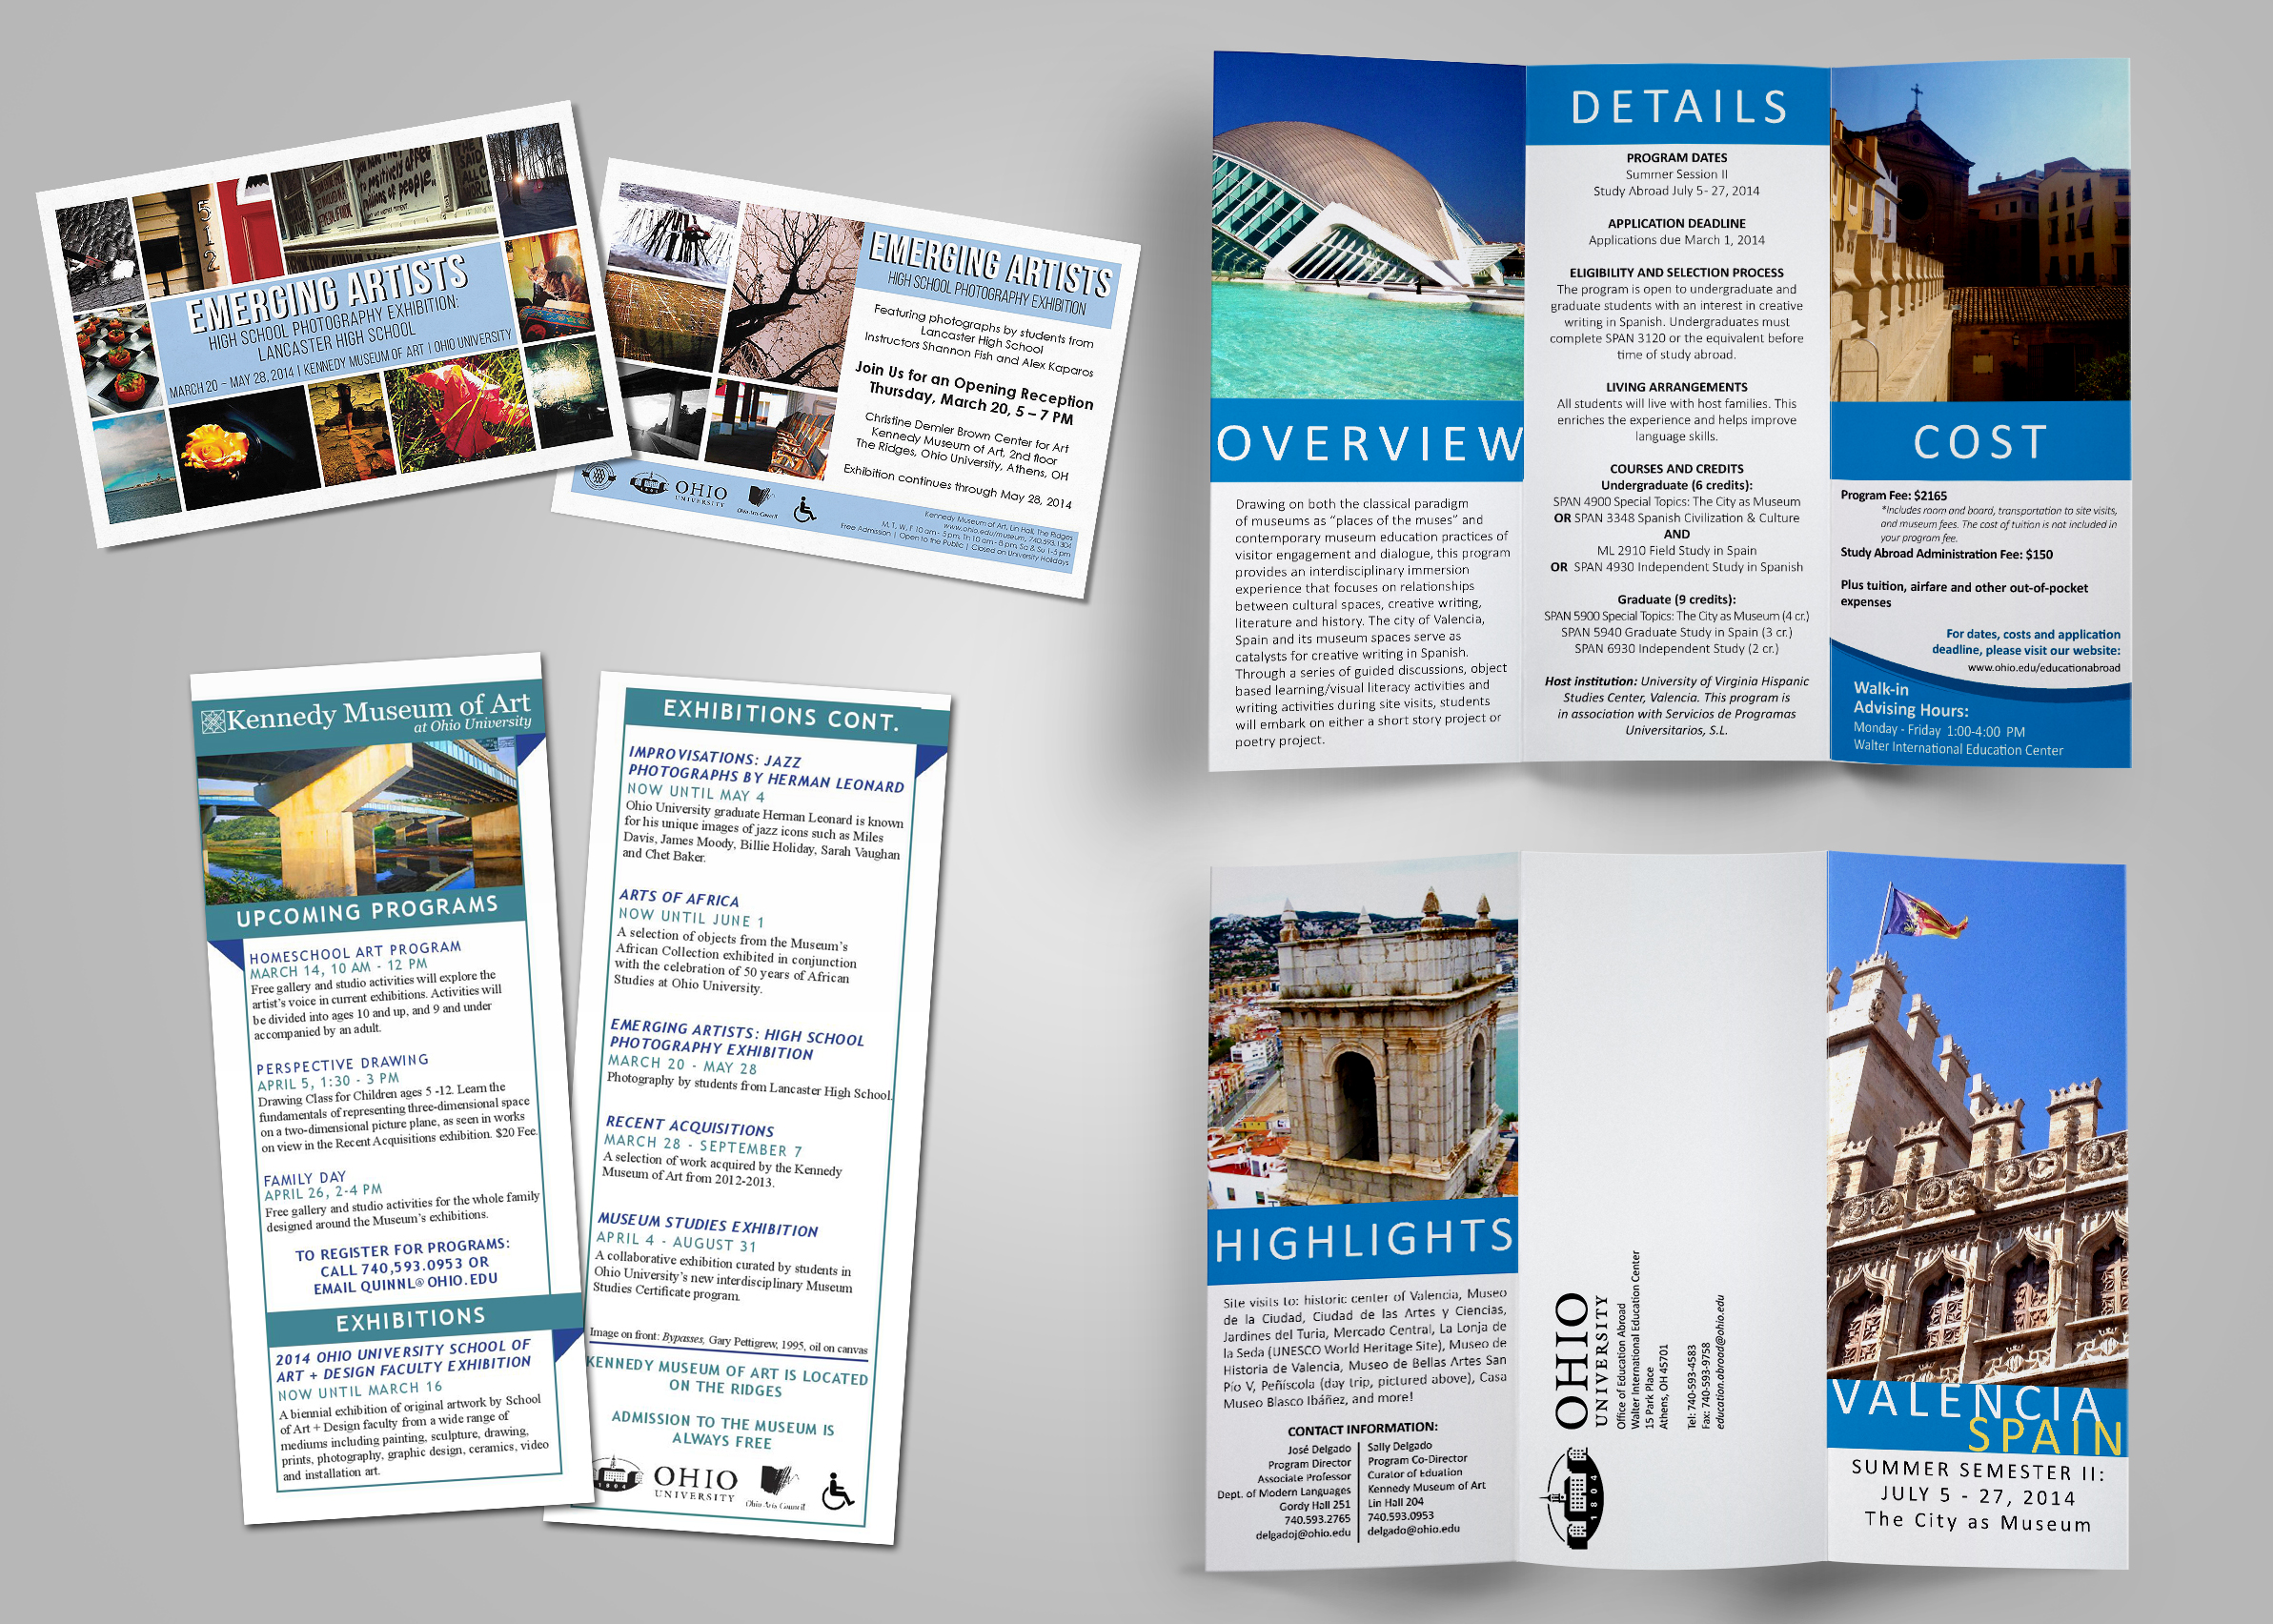 EMERGING ARTISTS
HIGH SCHOOL PHOTOGRAPHY EXHIBITION:
LANCASTER HIGH SCHOOL
MARCH 20 – MAY 28, 2014 | KENNEDY MUSEUM OF ART | OHIO UNIVERSITY
5
1
2
to positively affect
millions of people.
SAID
EMERGING ARTISTS
HIGH SCHOOL PHOTOGRAPHY EXHIBITION
Featuring photographs by students from
Lancaster High School
Instructors Shannon Fish and Alex Kaparos
Join Us for an Opening Reception
Thursday, March 20, 5 – 7 PM
Christine Demler Brown Center for Art
Kennedy Museum of Art, 2nd floor
The Ridges, Ohio University, Athens, OH
Exhibition continues through May 28, 2014
OHIO
UNIVERSITY
Ohio Arts Council
Kennedy Museum of Art, Lin Hall, The Ridges
www.ohio.edu/museum, 740.593.1304
M, T, W, F 10 am - 5 pm, Th 10 am - 8 pm, Sa & Su 1-5 pm
Free Admission | Open to the Public | Closed on University Holidays
Kennedy Museum of Art
at Ohio University
UPCOMING PROGRAMS
HOMESCHOOL ART PROGRAM
MARCH 14, 10 AM - 12 PM
Free gallery and studio activities will explore the
artist's voice in current exhibitions. Activities will
be divided into ages 10 and up, and 9 and under
accompanied by an adult.
PERSPECTIVE DRAWING
APRIL 5, 1:30 - 3 PM
Drawing Class for Children ages 5 -12. Learn the
fundamentals of representing three-dimensional space
on a two-dimensional picture plane, as seen in works
on view in the Recent Acquisitions exhibition. $20 Fee.
FAMILY DAY
APRIL 26, 2-4 PM
Free gallery and studio activities for the whole family
designed around the Museum's exhibitions.
TO REGISTER FOR PROGRAMS:
CALL 740,593.0953 OR
EMAIL QUINNL@OHIO.EDU
EXHIBITIONS
2014 OHIO UNIVERSITY SCHOOL OF
ART + DESIGN FACULTY EXHIBITION
NOW UNTIL MARCH 16
A biennial exhibition of original artwork by School
of Art + Design faculty from a wide range of
mediums including painting, sculpture, drawing,
prints, photography, graphic design, ceramics, video
and installation art.
EXHIBITIONS CONT.
IMPROVISATIONS: JAZZ
PHOTOGRAPHS BY HERMAN LEONARD
NOW UNTIL MAY 4
Ohio University graduate Herman Leonard is known
for his unique images of jazz icons such as Miles
Davis, James Moody, Billie Holiday, Sarah Vaughan
and Chet Baker.
ARTS OF AFRICA
NOW UNTIL JUNE 1
A selection of objects from the Museum's
African Collection exhibited in conjunction
with the celebration of 50 years of African
Studies at Ohio University.
EMERGING ARTISTS: HIGH SCHOOL
PHOTOGRAPHY EXHIBITION
MARCH 20 - MAY 28
Photography by students from Lancaster High School.
RECENT ACQUISITIONS
MARCH 28 - SEPTEMBER 7
A selection of work acquired by the Kennedy
Museum of Art from 2012-2013.
MUSEUM STUDIES EXHIBITION
APRIL 4 - AUGUST 31
A collaborative exhibition curated by students in
Ohio University's new interdisciplinary Museum
Studies Certificate program.
Image on front: Bypasses, Gary Pettigrew, 1995, oil on canvas
KENNEDY MUSEUM OF ART IS LOCATED
ON THE RIDGES
ADMISSION TO THE MUSEUM IS
ALWAYS FREE
1804
OHIO
UNIVERSITY
Ohio Arts Council
OVERVIEW
Drawing on both the classical paradigm
of museums as “places of the muses” and
contemporary museum education practices of
visitor engagement and dialogue, this program
provides an interdisciplinary immersion
experience that focuses on relationships
between cultural spaces, creative writing,
literature and history. The city of Valencia,
Spain and its museum spaces serve as
catalysts for creative writing in Spanish.
Through a series of guided discussions, object
based learning/visual literacy activities and
writing activities during site visits, students
will embark on either a short story project or
poetry project.
DETAILS
PROGRAM DATES
Summer Session II
Study Abroad July 5- 27, 2014
APPLICATION DEADLINE
Applications due March 1, 2014
ELIGIBILITY AND SELECTION PROCESS
The program is open to undergraduate and
graduate students with an interest in creative
writing in Spanish. Undergraduates must
complete SPAN 3120 or the equivalent before
time of study abroad.
LIVING ARRANGEMENTS
All students will live with host families. This
enriches the experience and helps improve
language skills.
COURSES AND CREDITS
Undergraduate (6 credits):
SPAN 4900 Special Topics: The City as Museum
OR SPAN 3348 Spanish Civilization & Culture
AND
ML 2910 Field Study in Spain
OR SPAN 4930 Independent Study in Spanish
Graduate (9 credits):
SPAN 5900 Special Topics: The City as Museum (4 cr.)
SPAN 5940 Graduate Study in Spain (3 cr.)
SPAN 6930 Independent Study (2 cr.)
Host institution: University of Virginia Hispanic
Studies Center, Valencia. This program is
in association with Servicios de Programas
Universitarios, S.L.
COST
Program Fee: $2165
*Includes room and board, transportation to site visits,
and museum fees. The cost of tuition is not included in
your program fee.
Study Abroad Administration Fee: $150
Plus tuition, airfare and other out-of-pocket
expenses
For dates, costs and application
deadline, please visit our website:
www.ohio.edu/educationabroad
Walk-in
Advising Hours:
Monday - Friday 1:00-4:00 PM
Walter International Education Center
HIGHLIGHTS
Site visits to: historic center of Valencia, Museo
de la Ciudad, Ciudad de las Artes y Ciencias,
Jardines del Turia, Mercado Central, La Lonja de
la Seda (UNESCO World Heritage Site), Museo de
Historia de Valencia, Museo de Bellas Artes San
Pío V, Peñíscola (day trip, pictured above), Casa
Museo Blasco Ibáñez, and more!
CONTACT INFORMATION:
José Delgado
Program Director
Associate Professor
Dept. of Modern Languages
Gordy Hall 251
740.593.2765
delgadoj@ohio.edu
Sally Delgado
Program Co-Director
Curator of Eduation
Kennedy Museum of Art
Lin Hall 204
740.593.0953
delgado@ohio.edu
1804
OHIO
UNIVERSITY
Office of Education Abroad
Walter International Education Center
15 Park Place
Athens, OH 45701
Tel: 740-593-4583
Fax: 740-593-9758
education.abroad@ohio.edu
VALENCIA
SPAIN
SUMMER SEMESTER II:
JULY 5 - 27, 2014
The City as Museum